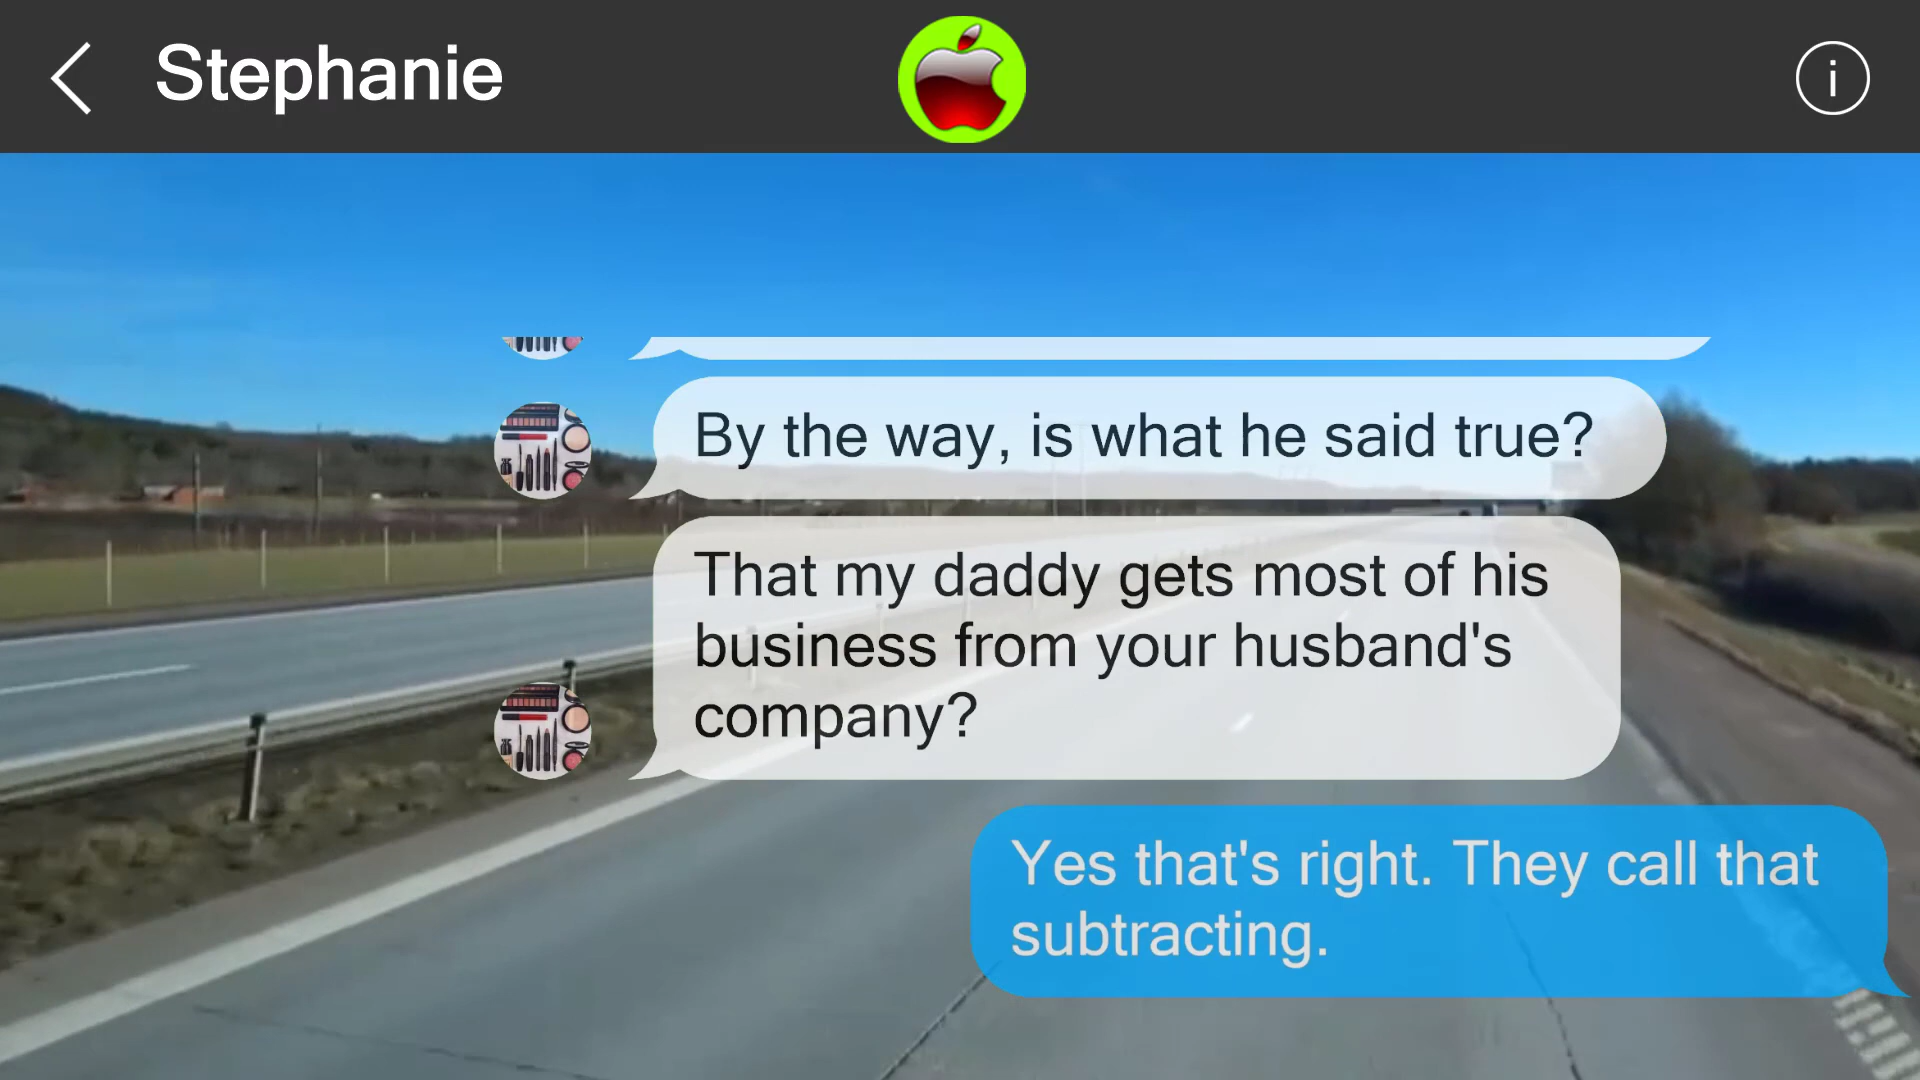 Stephanie
By the way, is what he said true?
That my daddy gets most of his
business from your husband's
company?
Yes that's right. They call that
subtracting.